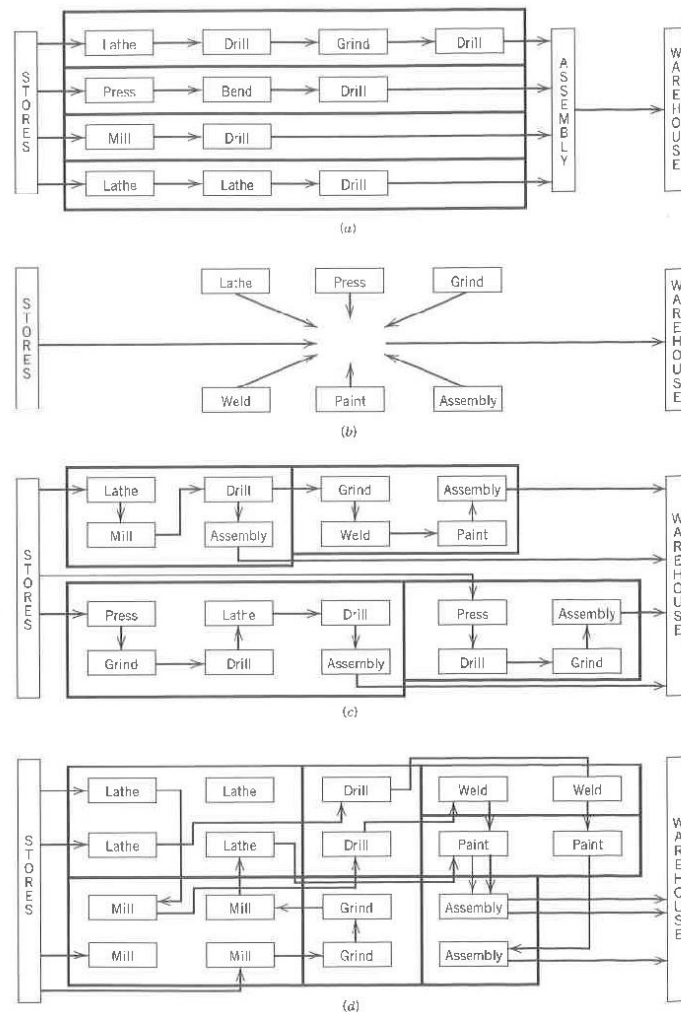 STORES
Lathe Drill Grind Drill
Press Bend Drill
Mill Drill
Lathe Lathe Drill
ASSEMBLY
WAREHOUSE
(a)
STORES
Lathe Press Grind
Weld Paint Assembly
WAREHOUSE
(b)
STORES
Lathe Drill Grind Assembly
Mill Assembly Weld Paint
Press Lathe Drill Press Assembly
Grind Drill Assembly Drill Grind
WAREHOUSE
(c)
STORES
Lathe Lathe Drill Weld Weld
Lathe Lathe Drill Paint Paint
Mill Mill Grind Assembly
Mill Mill Grind Assembly
WAREHOUSE
(d)